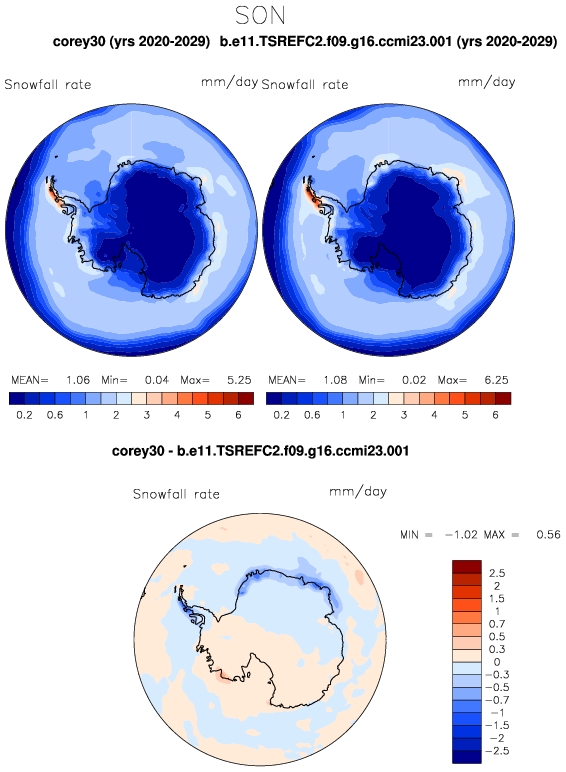 SON
corey30 (yrs 2020-2029) b.e11.TSREFC2.f09.g16.ccmi23.001 (yrs 2020-2029)
Snowfall rate mm/day Snowfall rate mm/day
MEAN= 1.06 Min= 0.04 Max= 5.25 MEAN= 1.08 Min= 0.02 Max= 6.25
0.2 0.6 1 2 3 4 5 6 0.2 0.6 1 2 3 4 5 6
corey30 - b.e11.TSREFC2.f09.g16.ccmi23.001
Snowfall rate mm/day
MIN = -1.02 MAX = 0.56
2.5
2
1.5
1
0.7
0.5
0.3
0
-0.3
-0.5
-0.7
-1
-1.5
-2
-2.5